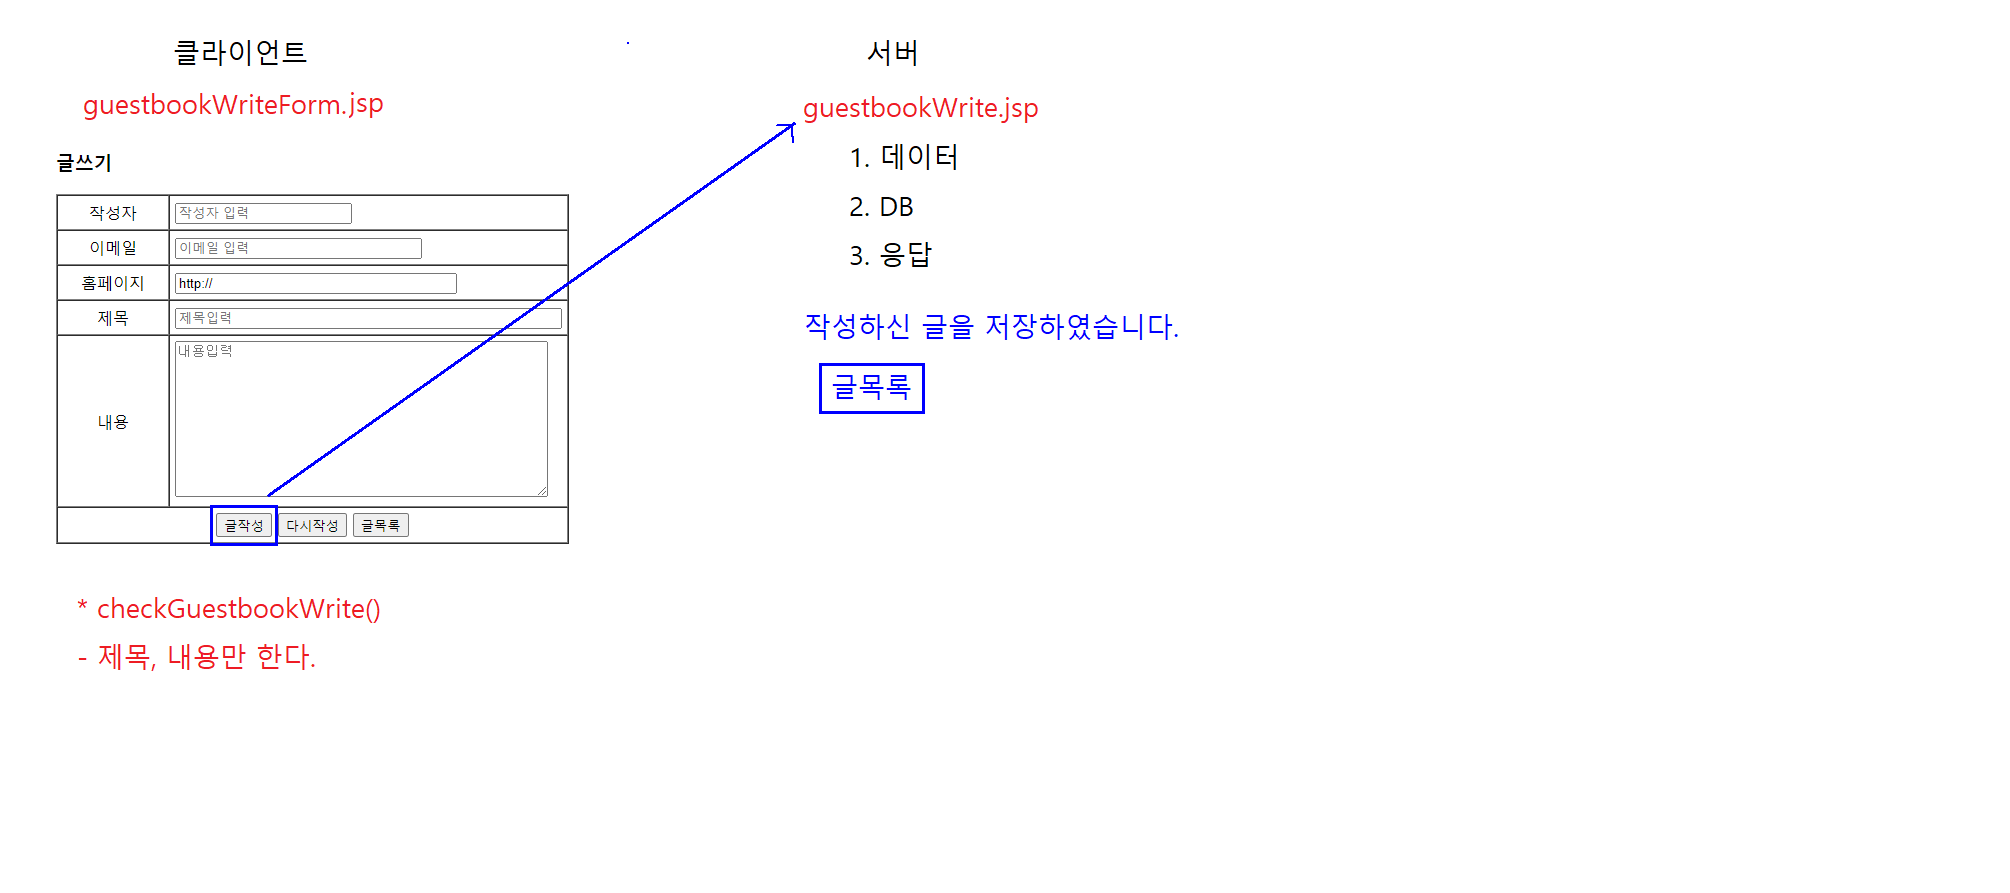 클라이언트
guestbookWriteForm.jsp
글쓰기
작성자 작성자 입력
이메일 이메일 입력
홈페이지 http://
제목 제목입력
내용 내용입력
글작성 다시작성 글목록
* checkGuestbookWrite()
- 제목, 내용만 한다.
서버
guestbookWrite.jsp
1. 데이터
2. DB
3. 응답
작성하신 글을 저장하였습니다.
글목록